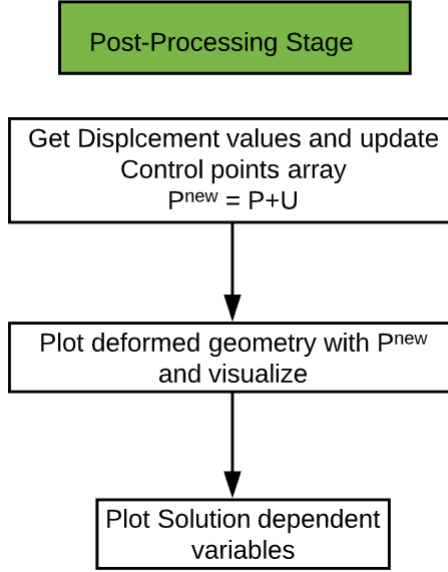 Post-Processing Stage
Get Displcement values and update
Control points array
Pⁿᵉʷ = P+U
Plot deformed geometry with Pⁿᵉʷ
and visualize
Plot Solution dependent
variables